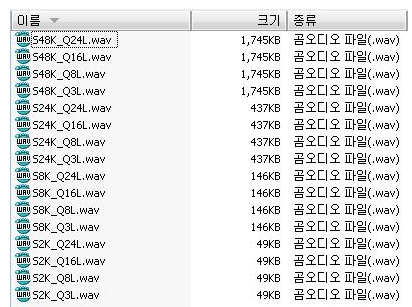 이름 크기 종류
S48K_Q24L.wav 1,745KB 곰오디오 파일(.wav)
S48K_Q16L.wav 1,745KB 곰오디오 파일(.wav)
S48K_Q8L.wav 1,745KB 곰오디오 파일(.wav)
S48K_Q3L.wav 1,745KB 곰오디오 파일(.wav)
S24K_Q24L.wav 437KB 곰오디오 파일(.wav)
S24K_Q16L.wav 437KB 곰오디오 파일(.wav)
S24K_Q8L.wav 437KB 곰오디오 파일(.wav)
S24K_Q3L.wav 437KB 곰오디오 파일(.wav)
S8K_Q24L.wav 146KB 곰오디오 파일(.wav)
S8K_Q16L.wav 146KB 곰오디오 파일(.wav)
S8K_Q8L.wav 146KB 곰오디오 파일(.wav)
S8K_Q3L.wav 146KB 곰오디오 파일(.wav)
S2K_Q24L.wav 49KB 곰오디오 파일(.wav)
S2K_Q16L.wav 49KB 곰오디오 파일(.wav)
S2K_Q8L.wav 49KB 곰오디오 파일(.wav)
S2K_Q3L.wav 49KB 곰오디오 파일(.wav)